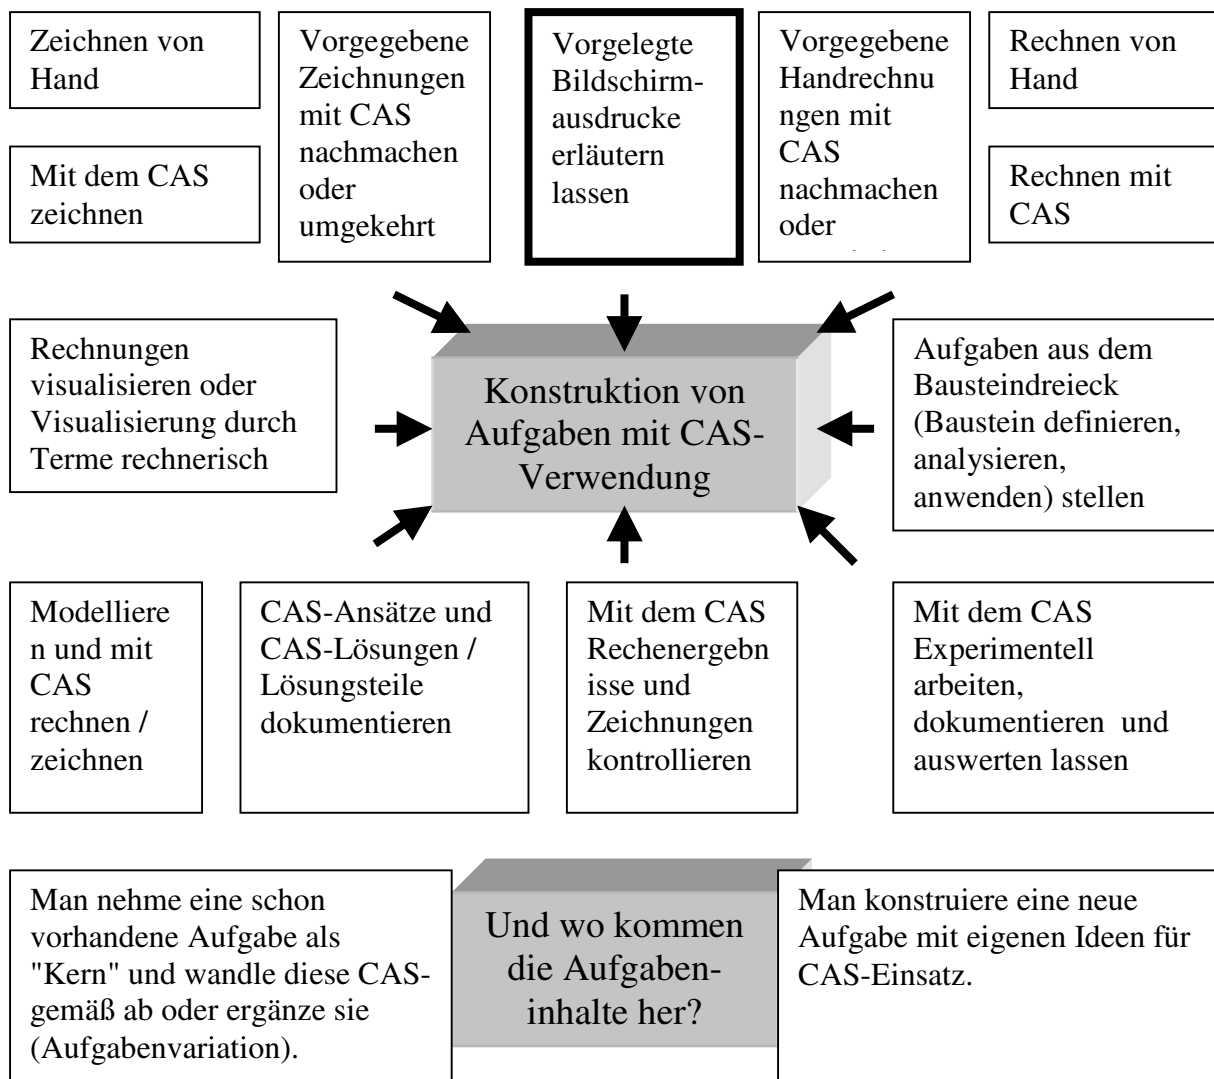 Zeichnen von
Hand
Mit dem CAS
zeichnen
Vorgegebene
Zeichnungen
mit CAS
nachmachen
oder
umgekehrt
Vorgelegte
Bildschirm-
ausdrucke
erläutern
lassen
Vorgegebene
Handrechnu
ngen mit
CAS
nachmachen
oder
Rechnen von
Hand
Rechnen mit
CAS
Rechnungen
visualisieren oder
Visualisierung durch
Terme rechnerisch
Konstruktion von
Aufgaben mit CAS-
Verwendung
Aufgaben aus dem
Bausteindreieck
(Baustein definieren,
analysieren,
anwenden) stellen
Modelliere
n und mit
CAS
rechnen /
zeichnen
CAS-Ansätze und
CAS-Lösungen /
Lösungsteile
dokumentieren
Mit dem CAS
Rechenergebn
isse und
Zeichnungen
kontrollieren
Mit dem CAS
Experimentell
arbeiten,
dokumentieren und
auswerten lassen
Man nehme eine schon
vorhandene Aufgabe als
"Kern" und wandle diese CAS-
gemäß ab oder ergänze sie
(Aufgabenvariation).
Und wo kommen
die Aufgaben-
inhalte her?
Man konstruiere eine neue
Aufgabe mit eigenen Ideen für
CAS-Einsatz.